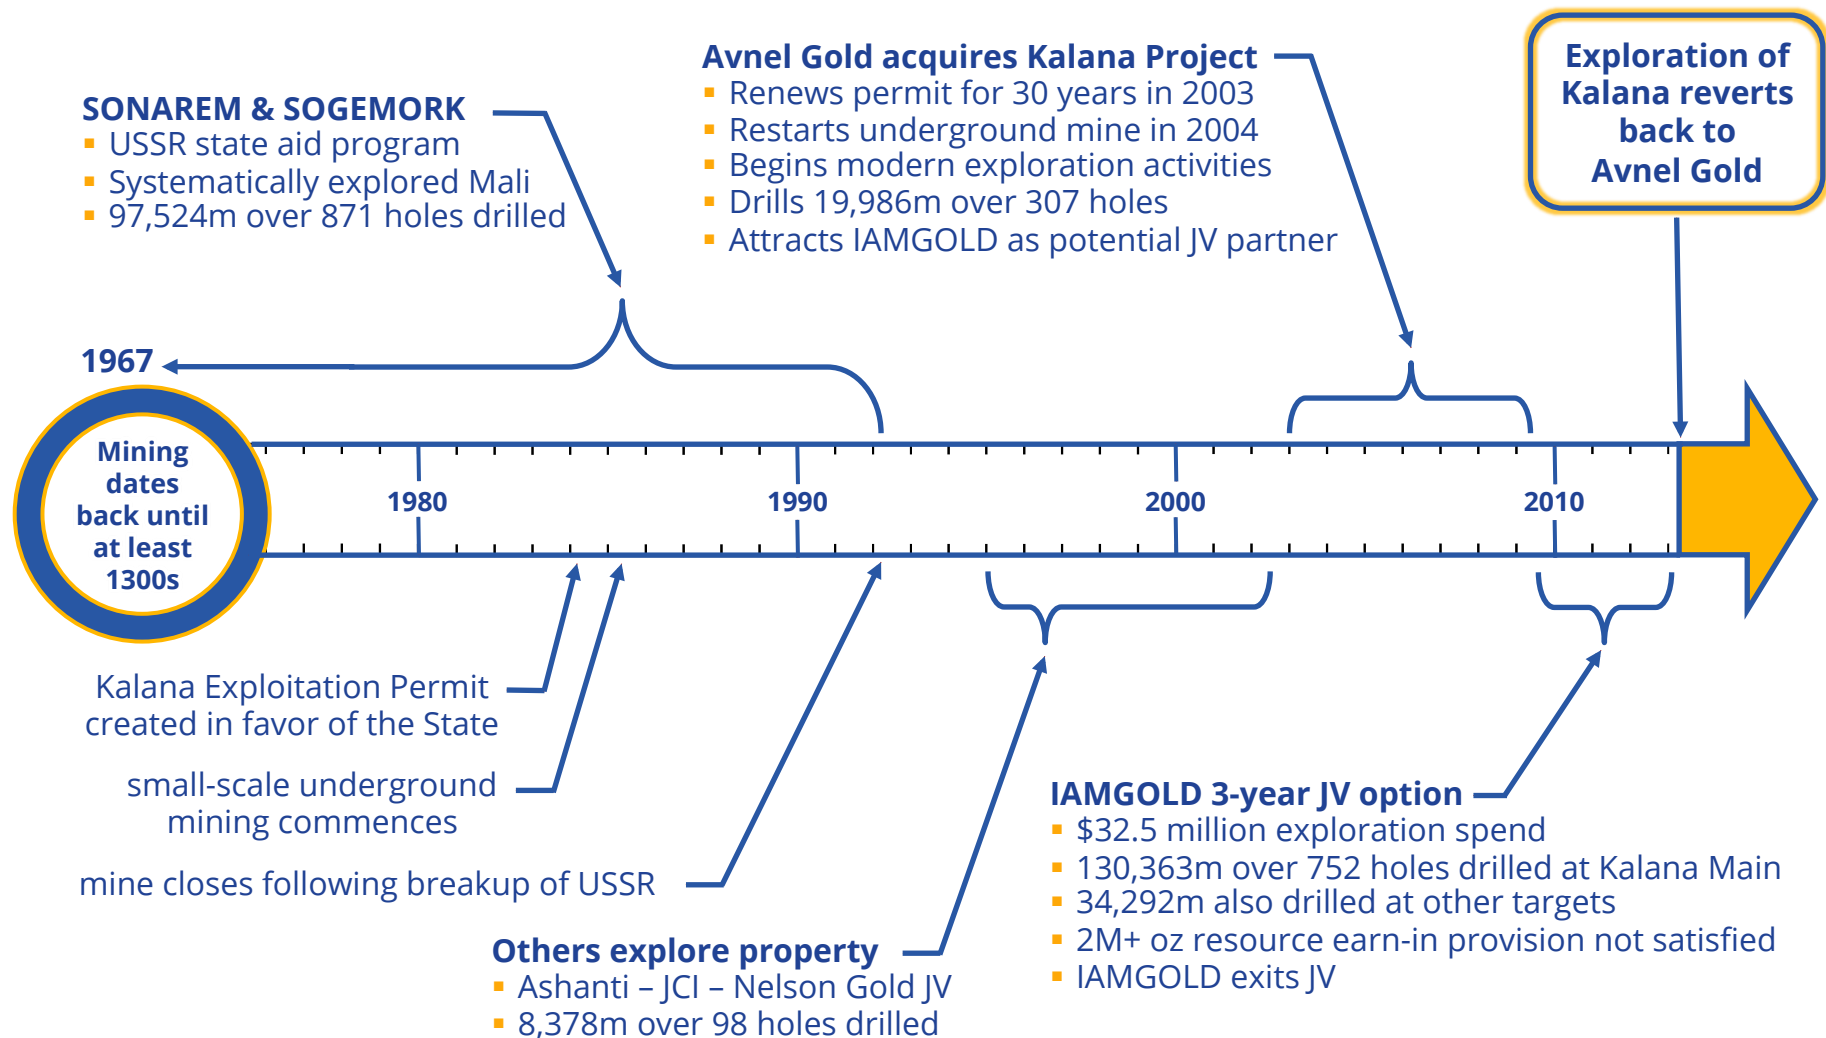 SONAREM & SOGEMORK
▪ USSR state aid program
▪ Systematically explored Mali
▪ 97,524m over 871 holes drilled
Avnel Gold acquires Kalana Project
▪ Renews permit for 30 years in 2003
▪ Restarts underground mine in 2004
▪ Begins modern exploration activities
▪ Drills 19,986m over 307 holes
▪ Attracts IAMGOLD as potential JV partner
Exploration of
Kalana reverts
back to
Avnel Gold
1967
Mining
dates
back until
at least
1300s
1980
1990
2000
2010
Kalana Exploitation Permit
created in favor of the State
small-scale underground
mining commences
mine closes following breakup of USSR
Others explore property
▪ Ashanti – JCI – Nelson Gold JV
▪ 8,378m over 98 holes drilled
IAMGOLD 3-year JV option
▪ $32.5 million exploration spend
▪ 130,363m over 752 holes drilled at Kalana Main
▪ 34,292m also drilled at other targets
▪ 2M+ oz resource earn-in provision not satisfied
▪ IAMGOLD exits JV